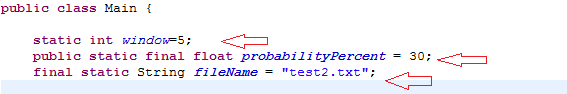 public class Main {
static int window=5;
public static final float probabilityPercent = 30;
final static String fileName = "test2.txt";